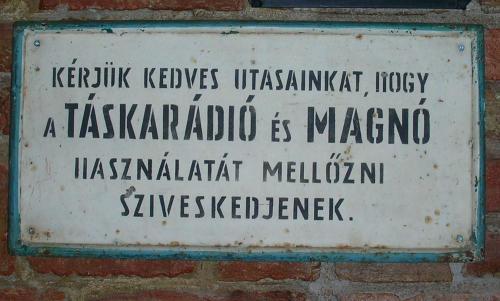 KÉRJÜK KEDVES UTASAINKAT, HOGY
A TÁSKARÁDIÓ ÉS MAGNÓ
HASZNÁLATÁT MELLŐZNI
SZIVESKEDJENEK.